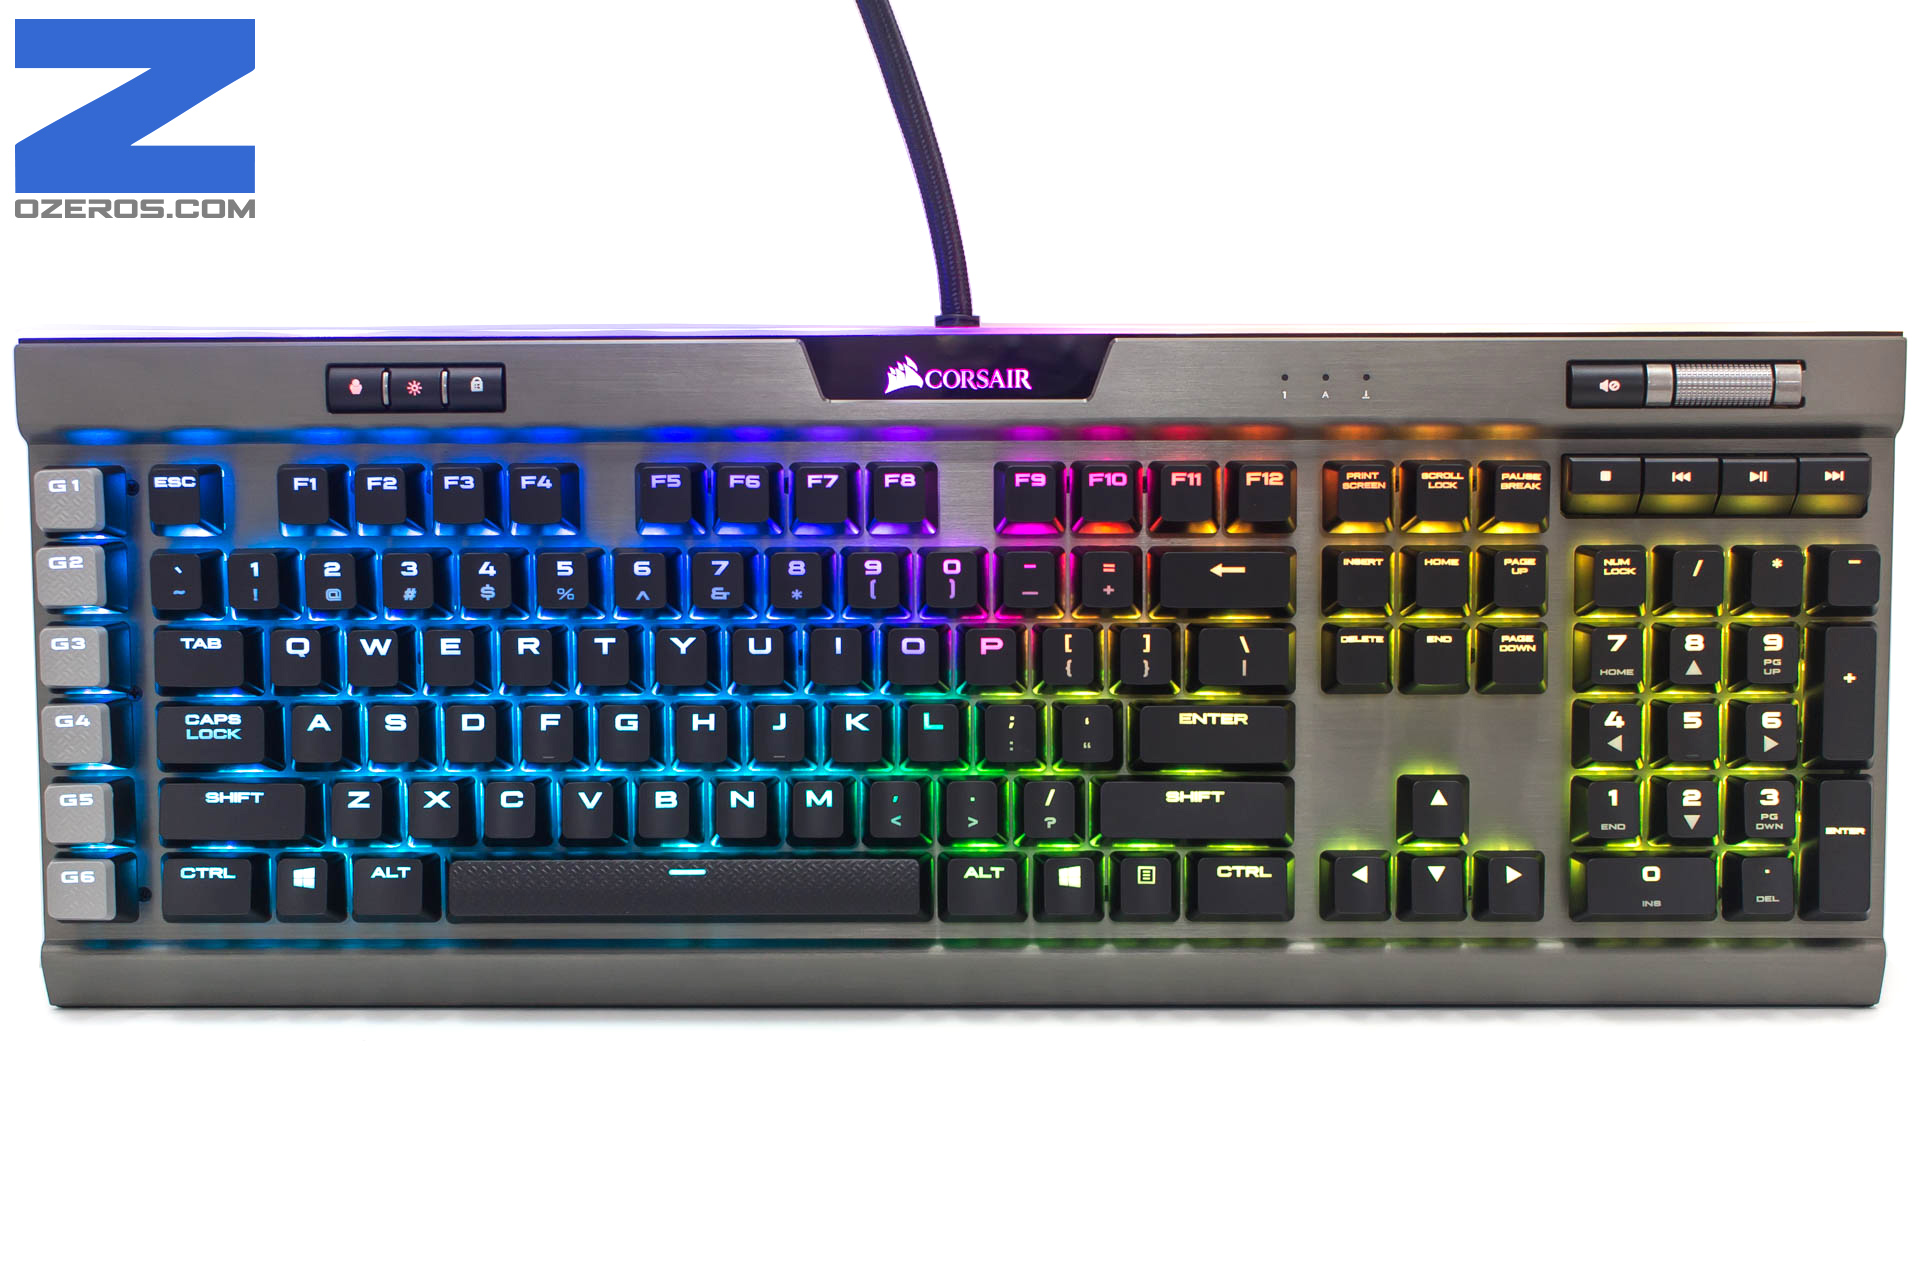 Z
OZEROS.COM
CORSAIR
1 A
G1 ESC F1 F2 F3 F4 F5 F6 F7 F8 F9 F10 F11 F12 PRINT SCREEN SCROLL LOCK PAUSE BREAK
G2 ` ~ 1 ! 2 @ 3 # 4 $ 5 % 6 ^ 7 & 8 * 9 ( 0 ) - _ = + ← INSERT HOME PAGE UP NUM LOCK / * -
G3 TAB Q W E R T Y U I O P [ { ] } \ | DELETE END PAGE DOWN 7 HOME 8 ▲ 9 PG UP +
G4 CAPS LOCK A S D F G H J K L ; : ' " ENTER 4 ◀ 5 6 ▶
G5 SHIFT Z X C V B N M , < . > / ? SHIFT ▲ 1 END 2 ▼ 3 PG DWN ENTER
G6 CTRL ALT ALT CTRL ◀ ▼ ▶ 0 INS . DEL